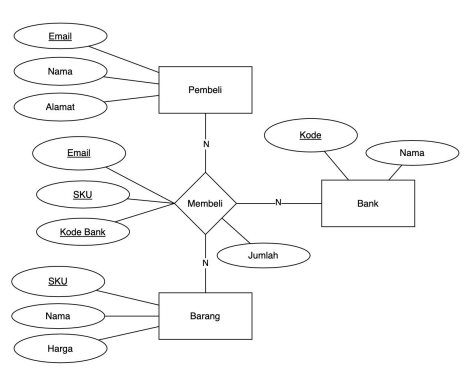 Email
Nama
Alamat
Pembeli
N
Kode
Nama
Email
SKU
Kode Bank
Membeli
N
Bank
Jumlah
N
SKU
Nama
Harga
Barang